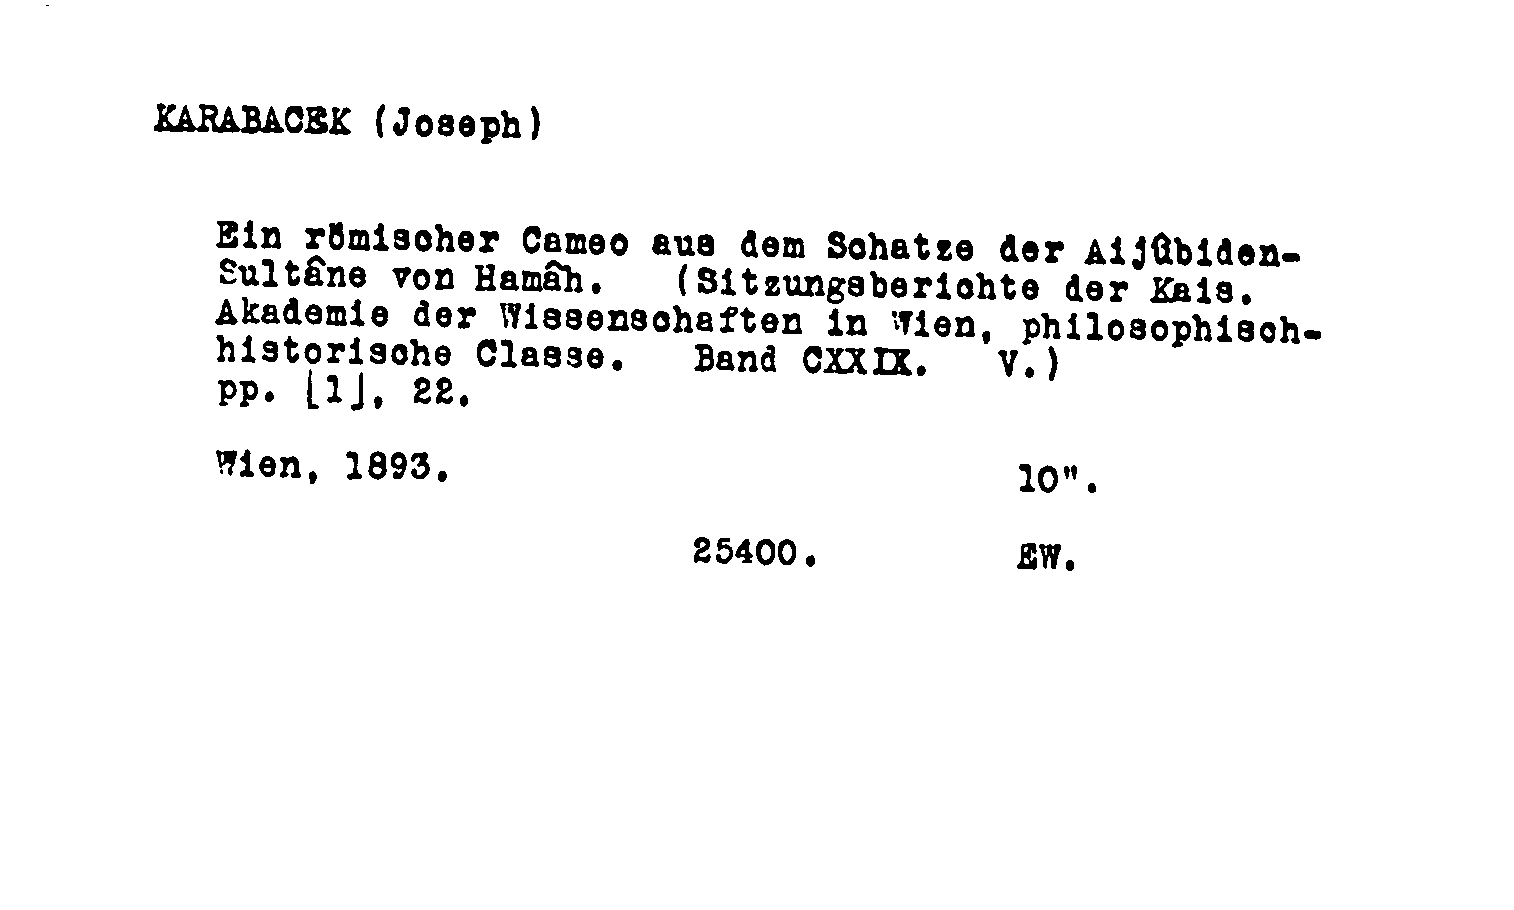 KARABACEK (Joseph)
Ein römischer Cameo aus dem Schatze der Aijûbiden-
Sultâne von Hamâh. (Sitzungsberichte der Kais.
Akademie der Wissenschaften in Wien, philosophisch-
historische Classe. Band CXXIX. V.)
pp. [1], 22.
Wien, 1893. 10".
25400. EW.